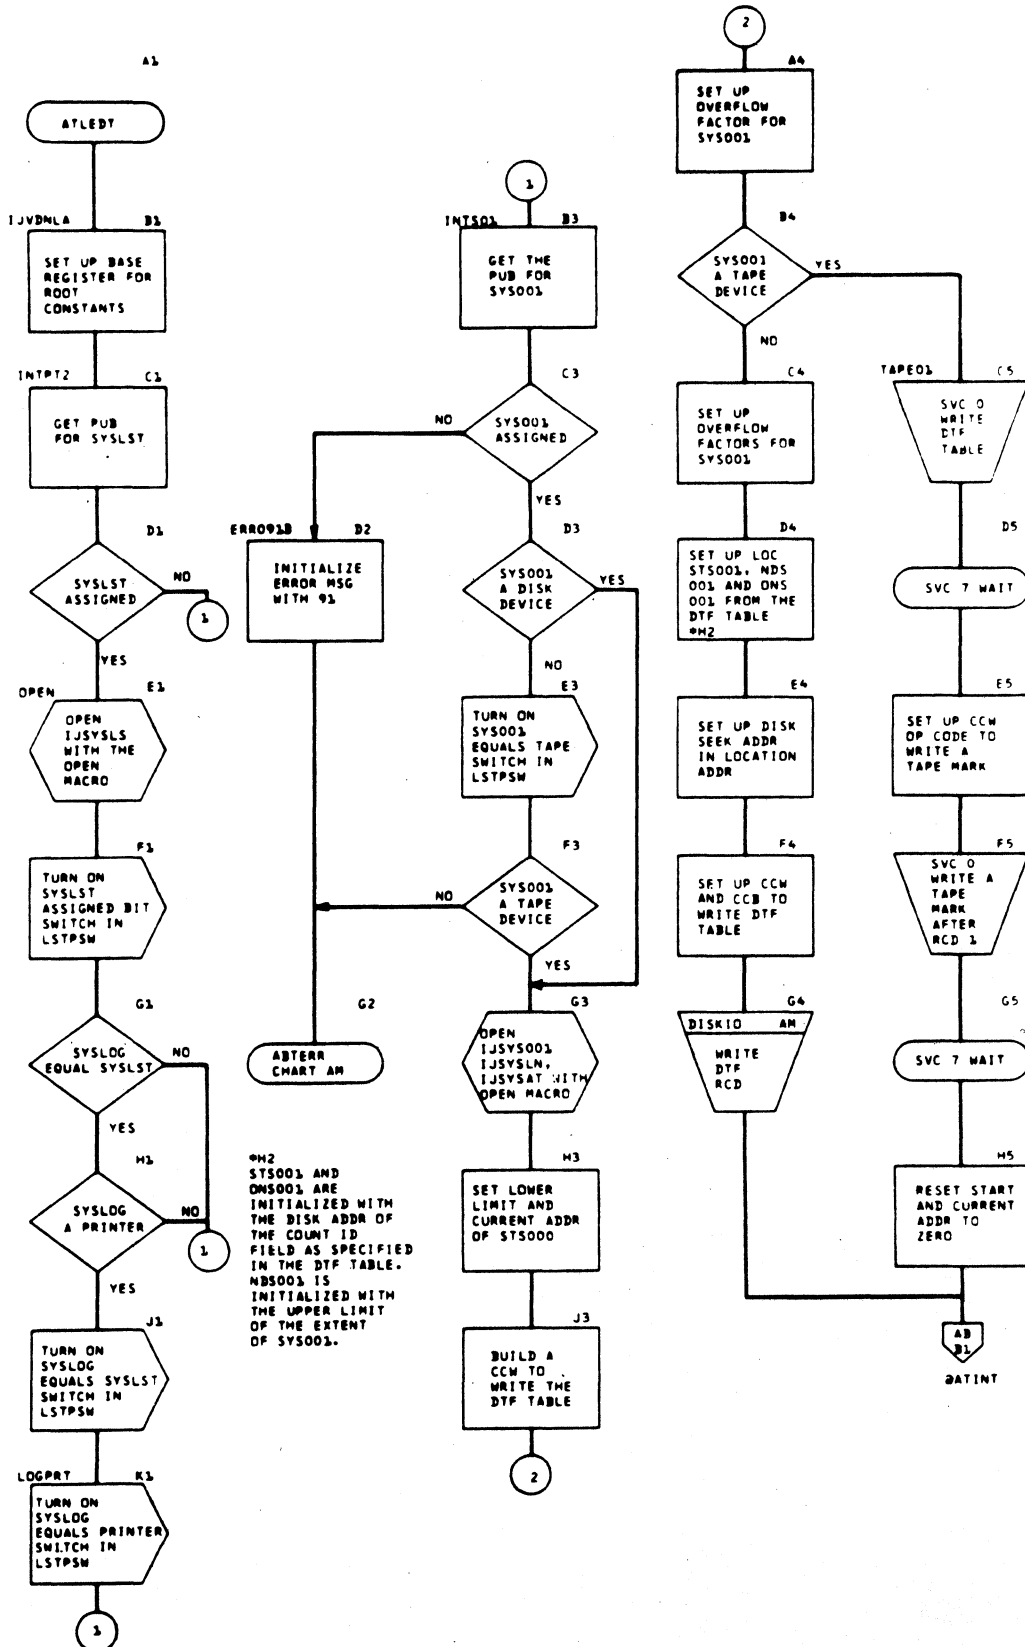 A1
ATLEDT
IJVDNLA B1
SET UP BASE
REGISTER FOR
ROOT
CONSTANTS
INTPT2 C1
GET PUB
FOR SYSLST
D1
SYSLST
ASSIGNED
NO
1
YES
OPEN E1
OPEN
IJSYSLS
WITH THE
OPEN
MACRO
F1
TURN ON
SYSLST
ASSIGNED BIT
SWITCH IN
LSTPSW
G1
SYSLOG
EQUAL SYSLST
NO
YES
H1
SYSLOG
A PRINTER
NO
1
YES
J1
TURN ON
SYSLOG
EQUALS SYSLST
SWITCH IN
LSTPSW
LOGPRT K1
TURN ON
SYSLOG
EQUALS PRINTER
SWITCH IN
LSTPSW
1
ERR091B D2
INITIALIZE
ERROR MSG
WITH 91
G2
ABTERR
CHART AM
*H2
STS001 AND
ONS001 ARE
INITIALIZED WITH
THE DISK ADDR OF
THE COUNT ID
FIELD AS SPECIFIED
IN THE DTF TABLE.
NDS001 IS
INITIALIZED WITH
THE UPPER LIMIT
OF THE EXTENT
OF SYS001.
1
INTS01 B3
GET THE
PUB FOR
SYS001
C3
NO
SYS001
ASSIGNED
YES
D3
SYS001
A DISK
DEVICE
YES
NO
E3
TURN ON
SYS001
EQUALS TAPE
SWITCH IN
LSTPSW
F3
NO
SYS001
A TAPE
DEVICE
YES
G3
OPEN
IJSYS001
IJSYSLN,
IJSYSAT WITH
OPEN MACRO
H3
SET LOWER
LIMIT AND
CURRENT ADDR
OF STS000
J3
BUILD A
CCW TO
WRITE THE
DTF TABLE
2
2
A4
SET UP
OVERFLOW
FACTOR FOR
SYS001
B4
SYS001
A TAPE
DEVICE
YES
NO
C4
SET UP
OVERFLOW
FACTORS FOR
SYS001
D4
SET UP LOC
STS001, NDS
001 AND ONS
001 FROM THE
DTF TABLE
*H2
E4
SET UP DISK
SEEK ADDR
IN LOCATION
ADDR
F4
SET UP CCW
AND CCB TO
WRITE DTF
TABLE
G4
DISKIO AM
WRITE
DTF
RCD
TAPE01 C5
SVC 0
WRITE
DTF
TABLE
D5
SVC 7 WAIT
E5
SET UP CCW
OP CODE TO
WRITE A
TAPE MARK
F5
SVC 0
WRITE A
TAPE
MARK
AFTER
RCD 1
G5
SVC 7 WAIT
H5
RESET START
AND CURRENT
ADDR TO
ZERO
AB
B1
@ATINT